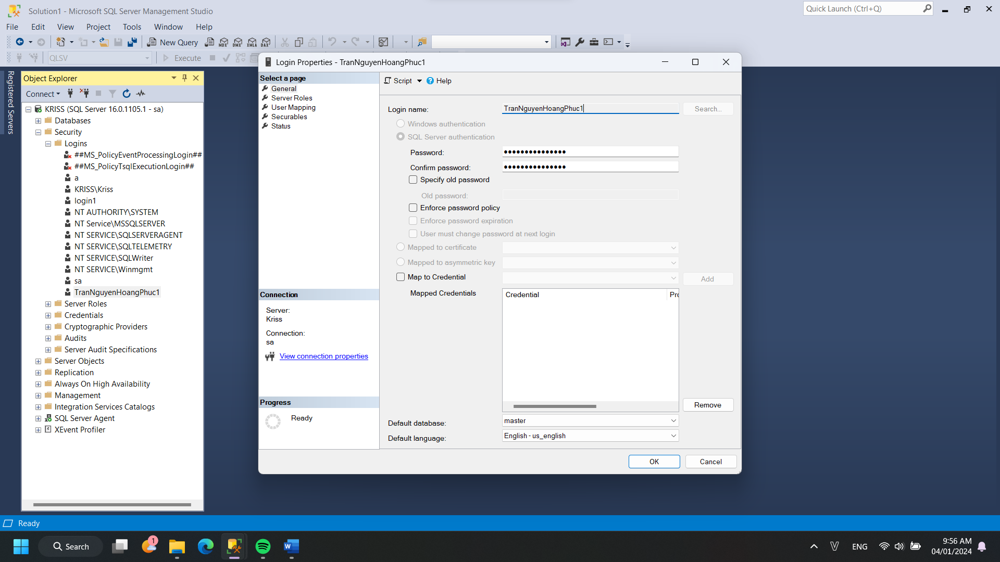 Solution1 - Microsoft SQL Server Management Studio
Quick Launch (Ctrl+Q)
File Edit View Project Tools Window Help
New Query MDX DMX XMLA DAX
QLSV Execute
Registered Servers
Object Explorer
Connect
KRISS (SQL Server 16.0.1105.1 - sa)
Databases
Security
Logins
##MS_PolicyEventProcessingLogin##
##MS_PolicyTsqlExecutionLogin##
a
KRISS\Kriss
login1
NT AUTHORITY\SYSTEM
NT Service\MSSQLSERVER
NT SERVICE\SQLSERVERAGENT
NT SERVICE\SQLTELEMETRY
NT SERVICE\SQLWriter
NT SERVICE\Winmgmt
sa
TranNguyenHoangPhuc1
Server Roles
Credentials
Cryptographic Providers
Audits
Server Audit Specifications
Server Objects
Replication
Always On High Availability
Management
Integration Services Catalogs
SQL Server Agent
XEvent Profiler
Login Properties - TranNguyenHoangPhuc1
Select a page
General
Server Roles
User Mapping
Securables
Status
Connection
Server:
Kriss
Connection:
sa
View connection properties
Progress
Ready
Script Help
Login name: TranNguyenHoangPhuc1 Search...
Windows authentication
SQL Server authentication
Password: ●●●●●●●●●●●●●●●
Confirm password: ●●●●●●●●●●●●●●●
Specify old password
Old password:
Enforce password policy
Enforce password expiration
User must change password at next login
Mapped to certificate
Mapped to asymmetric key
Map to Credential Add
Mapped Credentials Credential Pro
Remove
Default database: master
Default language: English - us_english
OK Cancel
Ready
Search 1 ENG 9:56 AM
04/01/2024